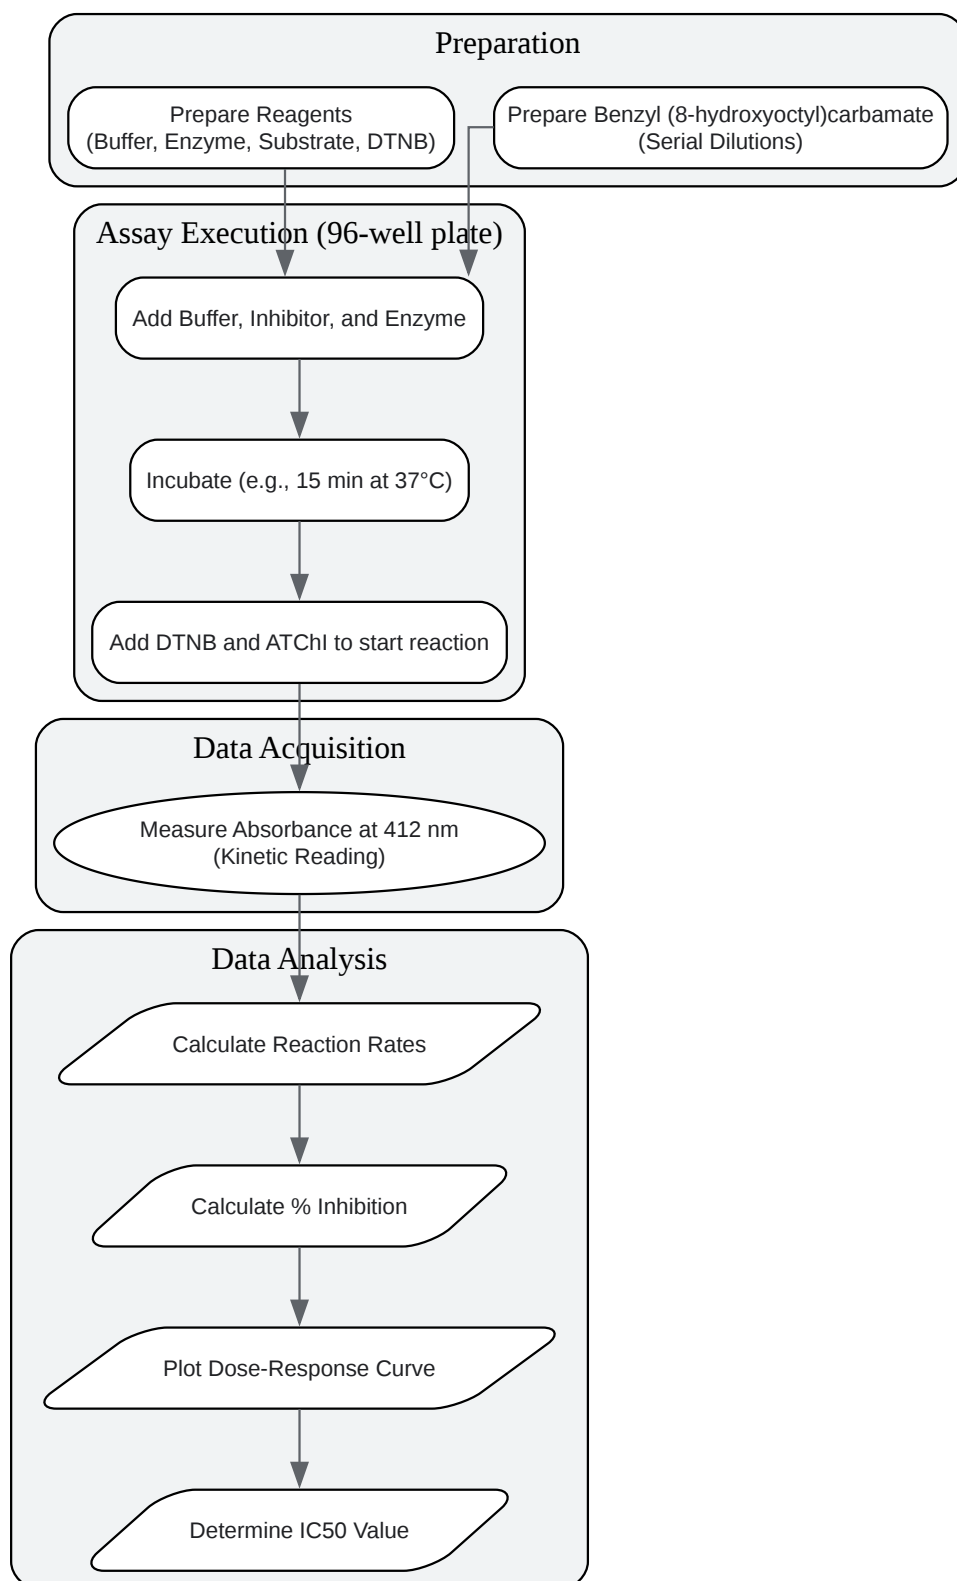 Preparation
Prepare Reagents
(Buffer, Enzyme, Substrate, DTNB)
Prepare Benzyl (8-hydroxyoctyl)carbamate
(Serial Dilutions)
Assay Execution (96-well plate)
Add Buffer, Inhibitor, and Enzyme
Incubate (e.g., 15 min at 37°C)
Add DTNB and ATChI to start reaction
Data Acquisition
Measure Absorbance at 412 nm
(Kinetic Reading)
Data Analysis
Calculate Reaction Rates
Calculate % Inhibition
Plot Dose-Response Curve
Determine IC50 Value